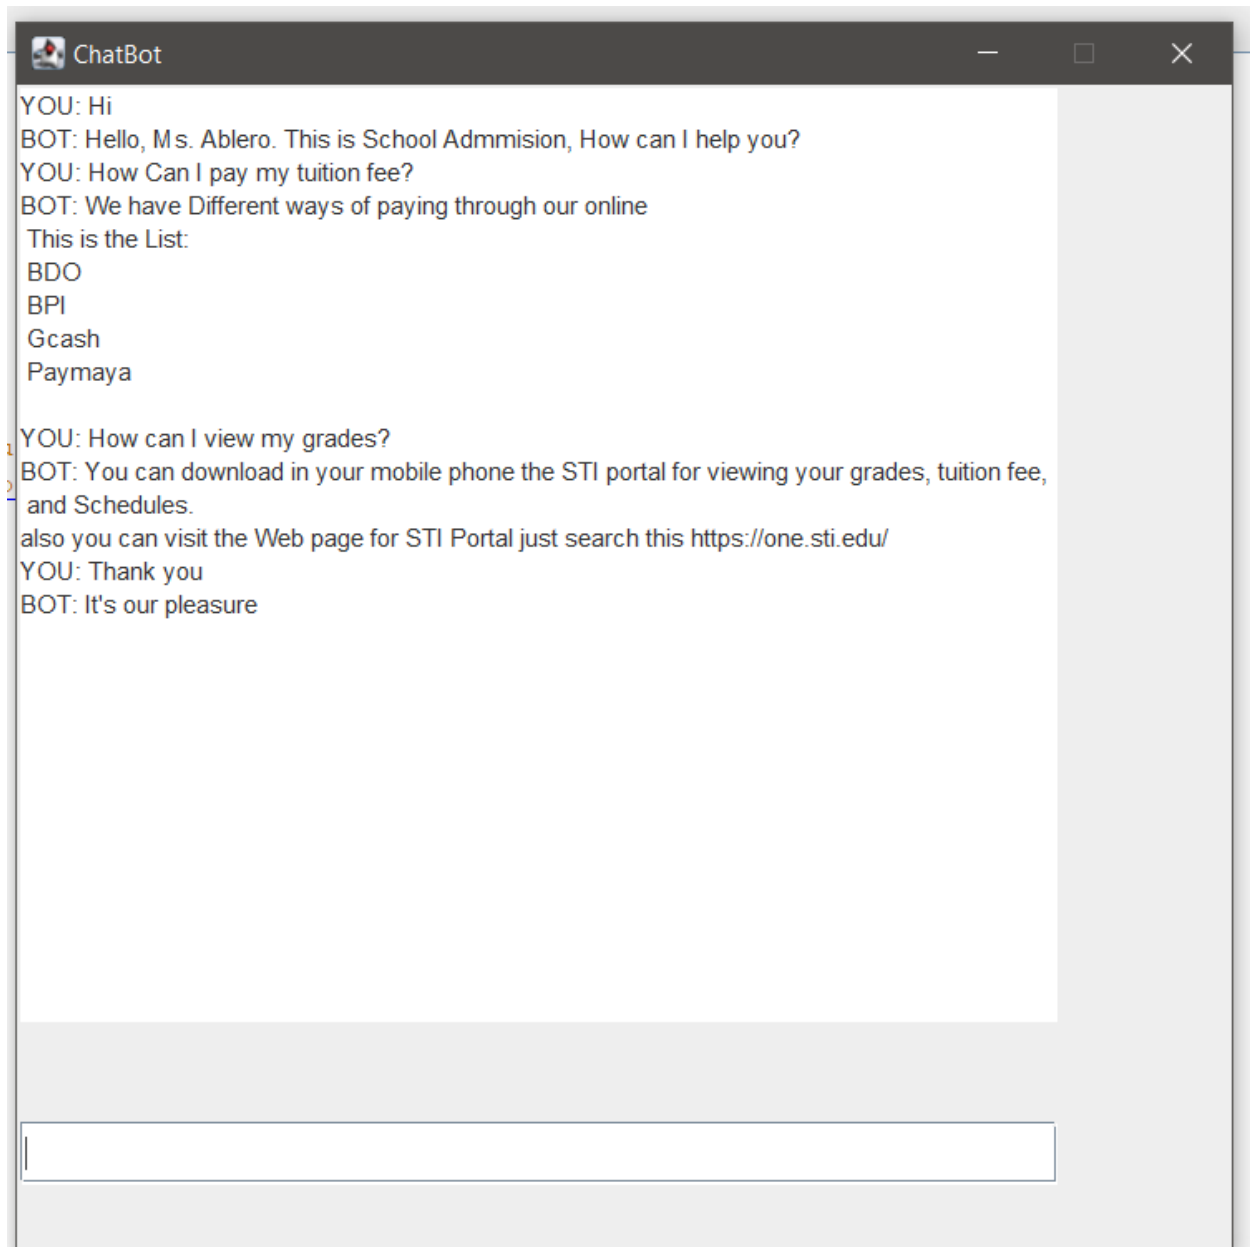 ChatBot
YOU: Hi
BOT: Hello, Ms. Ablero. This is School Admmision, How can I help you?
YOU: How Can I pay my tuition fee?
BOT: We have Different ways of paying through our online
This is the List:
BDO
BPI
Gcash
Paymaya
YOU: How can I view my grades?
BOT: You can download in your mobile phone the STI portal for viewing your grades, tuition fee,
and Schedules.
also you can visit the Web page for STI Portal just search this https://one.sti.edu/
YOU: Thank you
BOT: It's our pleasure